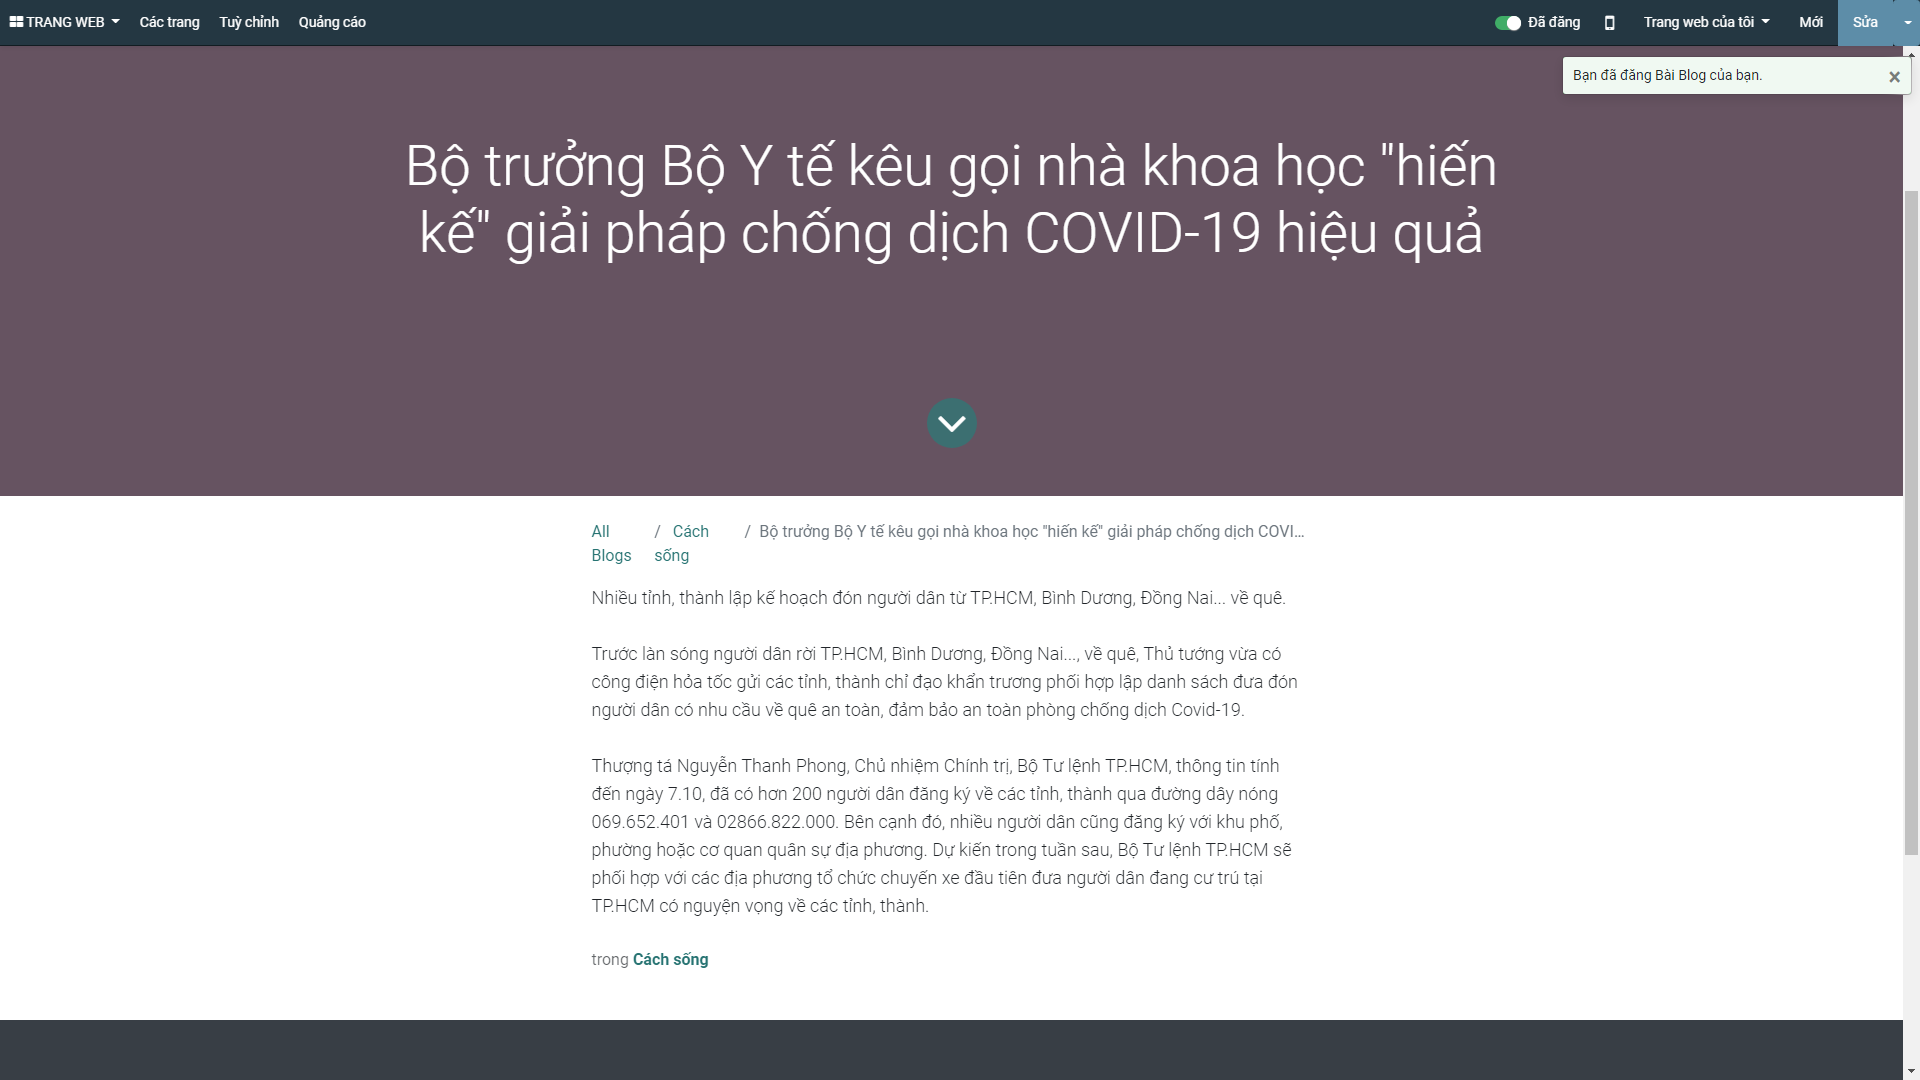 TRANG WEB Các trang Tuỳ chỉnh Quảng cáo Đã đăng Trang web của tôi Mới Sửa
Bạn đã đăng Bài Blog của bạn. ×
Bộ trưởng Bộ Y tế kêu gọi nhà khoa học "hiến
kế" giải pháp chống dịch COVID-19 hiệu quả
All Blogs / Cách sống / Bộ trưởng Bộ Y tế kêu gọi nhà khoa học "hiến kế" giải pháp chống dịch COVI...
Nhiều tỉnh, thành lập kế hoạch đón người dân từ TP.HCM, Bình Dương, Đồng Nai... về quê.
Trước làn sóng người dân rời TP.HCM, Bình Dương, Đồng Nai..., về quê, Thủ tướng vừa có
công điện hỏa tốc gửi các tỉnh, thành chỉ đạo khẩn trương phối hợp lập danh sách đưa đón
người dân có nhu cầu về quê an toàn, đảm bảo an toàn phòng chống dịch Covid-19.
Thượng tá Nguyễn Thanh Phong, Chủ nhiệm Chính trị, Bộ Tư lệnh TP.HCM, thông tin tính
đến ngày 7.10, đã có hơn 200 người dân đăng ký về các tỉnh, thành qua đường dây nóng
069.652.401 và 02866.822.000. Bên cạnh đó, nhiều người dân cũng đăng ký với khu phố,
phường hoặc cơ quan quân sự địa phương. Dự kiến trong tuần sau, Bộ Tư lệnh TP.HCM sẽ
phối hợp với các địa phương tổ chức chuyến xe đầu tiên đưa người dân đang cư trú tại
TP.HCM có nguyện vọng về các tỉnh, thành.
trong Cách sống